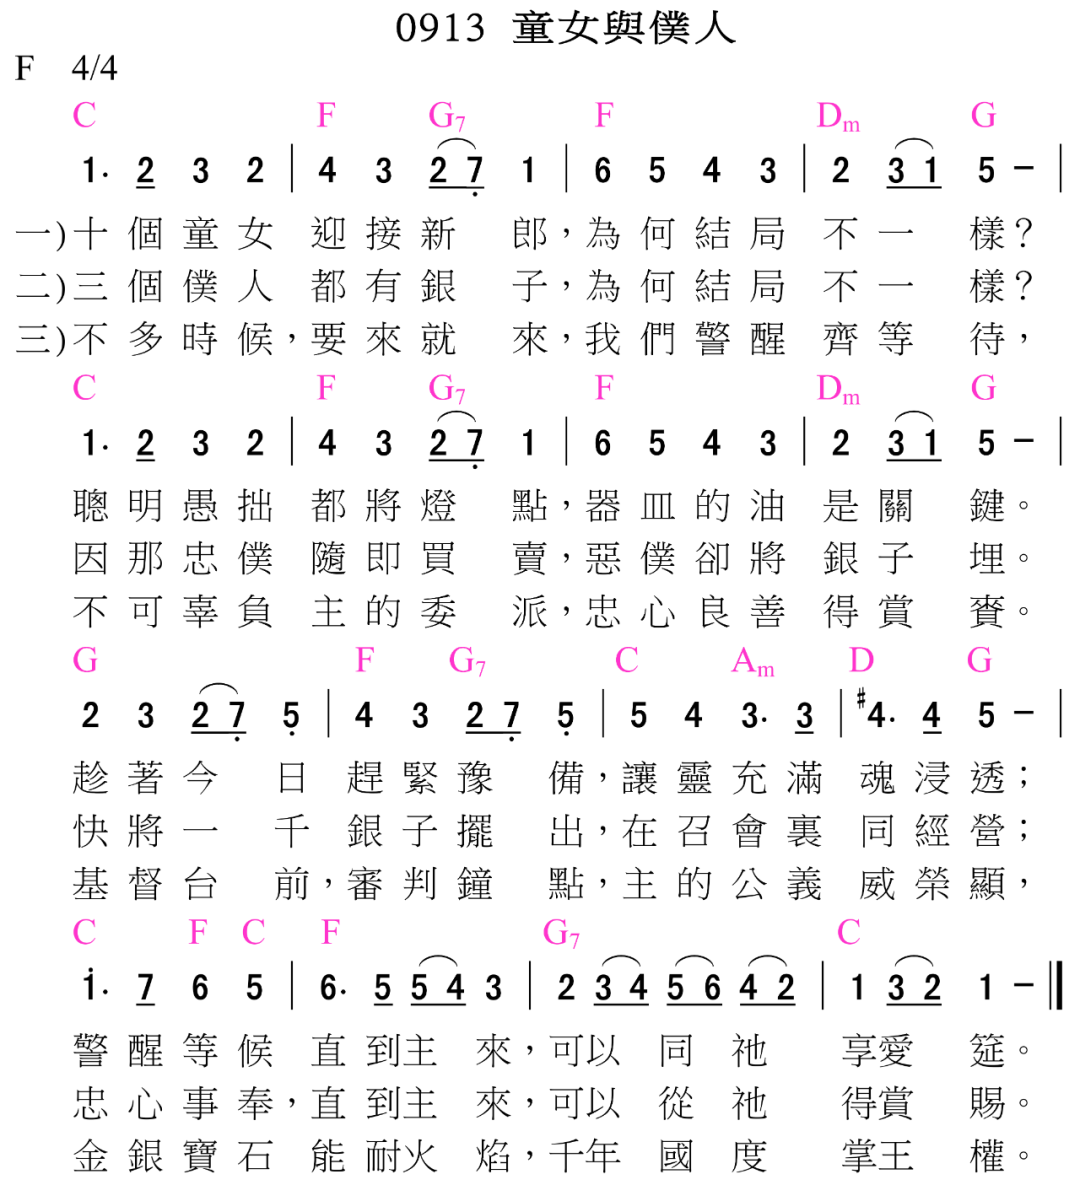 0913 童女與僕人
F 4/4
C F G7 F Dm G
1· 2 3 2 | 4 3 2 7 1 | 6 5 4 3 | 2 3 1 5 – |
一)十個童女 迎接新 郎，為何結局 不一 樣？
二)三個僕人 都有銀 子，為何結局 不一 樣？
三)不多時候，要來就 來，我們警醒 齊等 待，
C F G7 F Dm G
1· 2 3 2 | 4 3 2 7 1 | 6 5 4 3 | 2 3 1 5 – |
聰明愚拙 都將燈 點，器皿的油 是關 鍵。
因那忠僕 隨即買 賣，惡僕卻將 銀子 埋。
不可辜負 主的委 派，忠心良善 得賞 賚。
G F G7 C Am D G
2 3 2 7 5 | 4 3 2 7 5 | 5 4 3· 3 | #4· 4 5 – |
趁著今 日 趕緊豫 備，讓靈充滿 魂浸透；
快將一 千 銀子擺 出，在召會裏 同經營；
基督台 前，審判鐘 點，主的公義 威榮顯，
C F C F G7 C
1· 7 6 5 | 6· 5 5 4 3 | 2 3 4 5 6 4 2 | 1 3 2 1 – ||
警醒等候 直到主 來，可以 同 祂 享愛 筵。
忠心事奉，直到主 來，可以 從 祂 得賞 賜。
金銀寶石 能耐火 焰，千年 國 度 掌王 權。